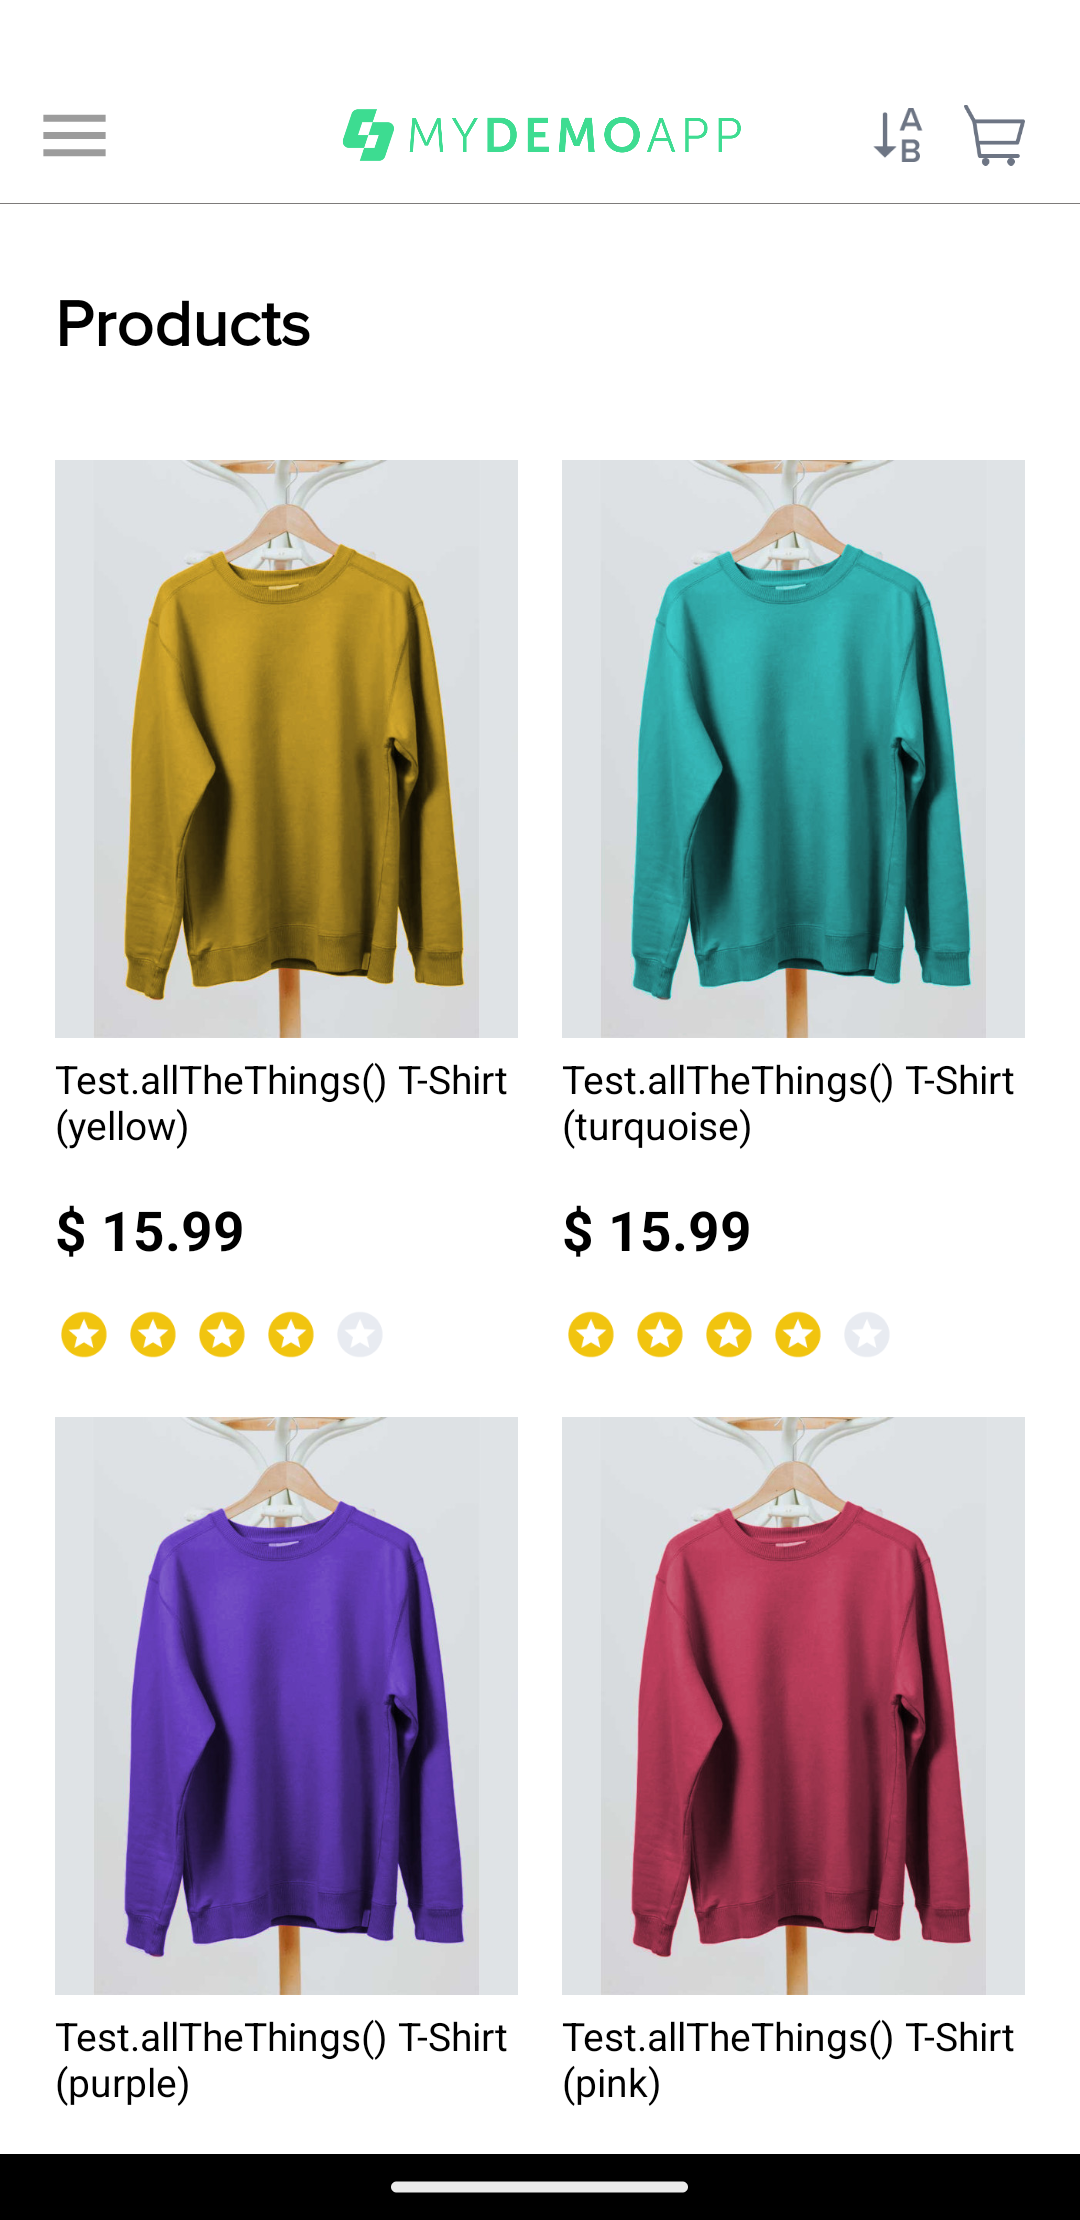 MYDEMOAPP
A
B
Products
Test.allTheThings() T-Shirt
(yellow)
$ 15.99
Test.allTheThings() T-Shirt
(turquoise)
$ 15.99
Test.allTheThings() T-Shirt
(purple)
Test.allTheThings() T-Shirt
(pink)